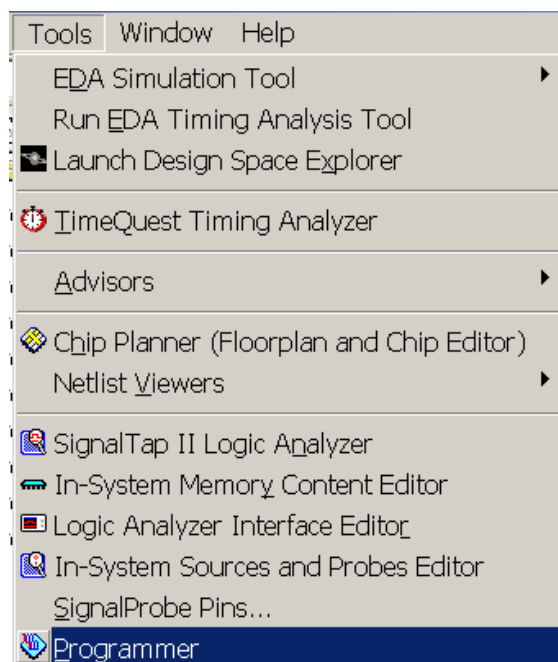 Tools Window Help
EDA Simulation Tool
Run EDA Timing Analysis Tool
Launch Design Space Explorer
TimeQuest Timing Analyzer
Advisors
Chip Planner (Floorplan and Chip Editor)
Netlist Viewers
SignalTap II Logic Analyzer
In-System Memory Content Editor
Logic Analyzer Interface Editor
In-System Sources and Probes Editor
SignalProbe Pins...
Programmer